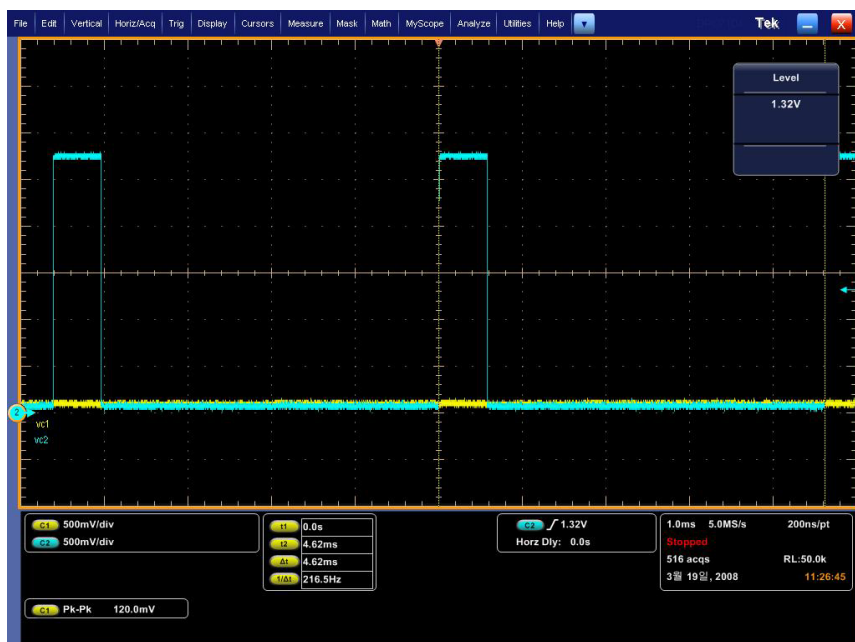 File Edit Vertical Horiz/Acq Trig Display Cursors Measure Mask Math MyScope Analyze Utilities Help Tek X
Level
1.32V
2
vc1
vc2
C1 500mV/div
C2 500mV/div
t1 0.0s
t2 4.62ms
Δt 4.62ms
1/Δt 216.5Hz
C2 1.32V
Horz Dly: 0.0s
1.0ms 5.0MS/s 200ns/pt
Stopped
516 acqs RL:50.0k
3월 19일, 2008 11:26:45
C1 Pk-Pk 120.0mV